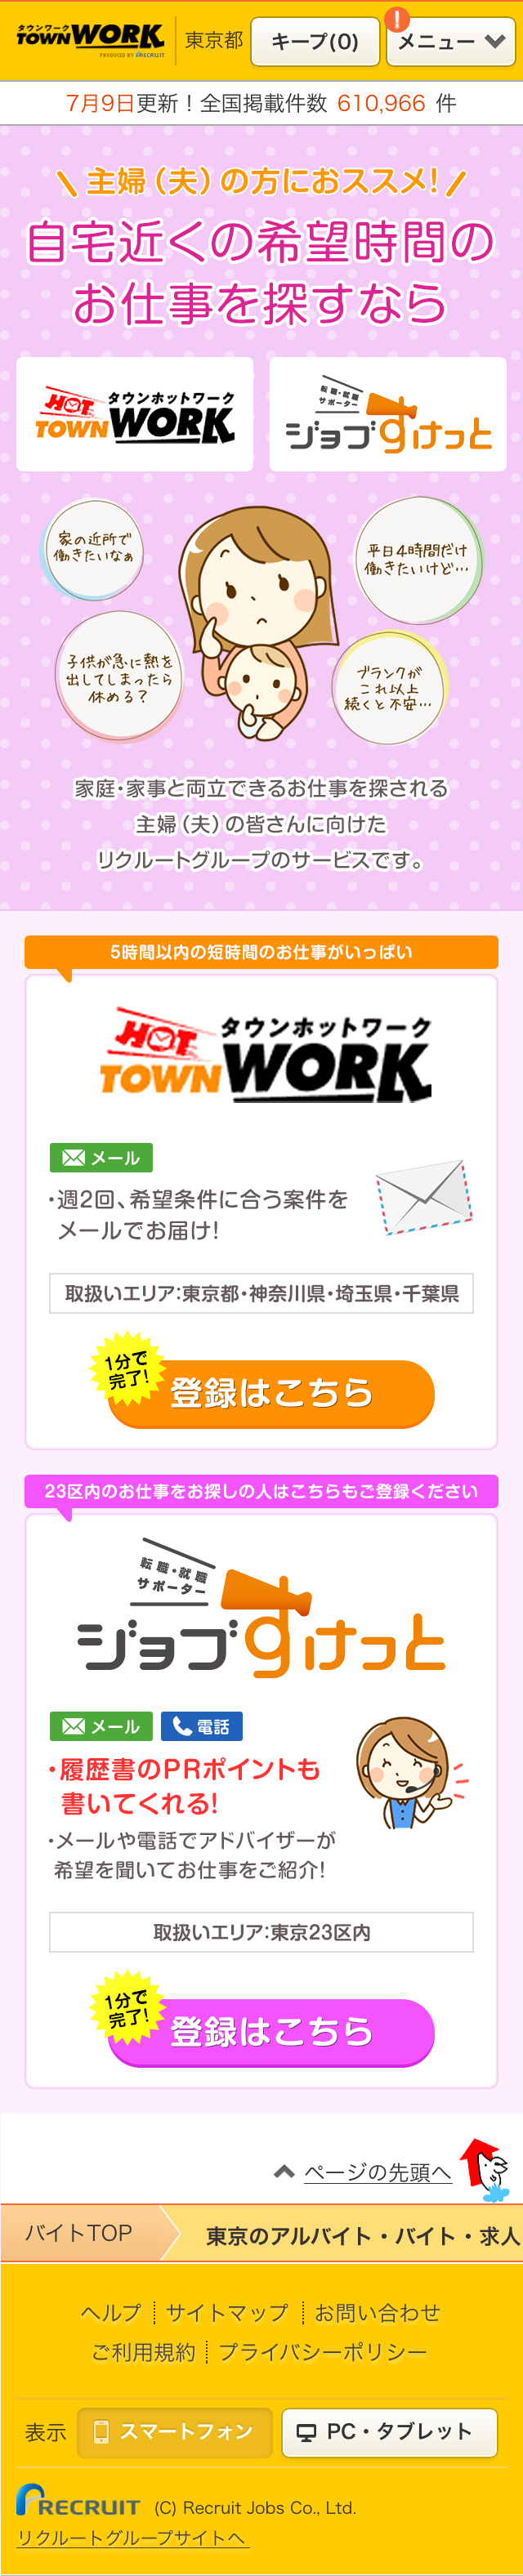 タウンワーク
TOWNWORK
PRODUCED BY RECRUIT
東京都
キープ(0)
!
メニュー
7月9日更新！全国掲載件数 610,966 件
主婦（夫）の方におススメ！
自宅近くの希望時間の
お仕事を探すなら
HOT タウンホットワーク
TOWN WORK
転職・就職
サポーター
ジョブすけっと
家の近所で
働きたいなぁ
平日4時間だけ
働きたいけど…
子供が急に熱を
出してしまったら
休める？
ブランクが
これ以上
続くと不安…
家庭・家事と両立できるお仕事を探される
主婦（夫）の皆さんに向けた
リクルートグループのサービスです。
5時間以内の短時間のお仕事がいっぱい
HOT タウンホットワーク
TOWN WORK
メール
・週2回、希望条件に合う案件を
メールでお届け！
取扱いエリア：東京都・神奈川県・埼玉県・千葉県
1分で
完了！
登録はこちら
23区内のお仕事をお探しの人はこちらもご登録ください
転職・就職
サポーター
ジョブすけっと
メール
電話
・履歴書のPRポイントも
書いてくれる！
・メールや電話でアドバイザーが
希望を聞いてお仕事をご紹介！
取扱いエリア：東京23区内
1分で
完了！
登録はこちら
ページの先頭へ
バイトTOP
東京のアルバイト・バイト・求人
ヘルプ
サイトマップ
お問い合わせ
ご利用規約
プライバシーポリシー
表示
スマートフォン
PC・タブレット
RECRUIT
(C) Recruit Jobs Co., Ltd.
リクルートグループサイトへ